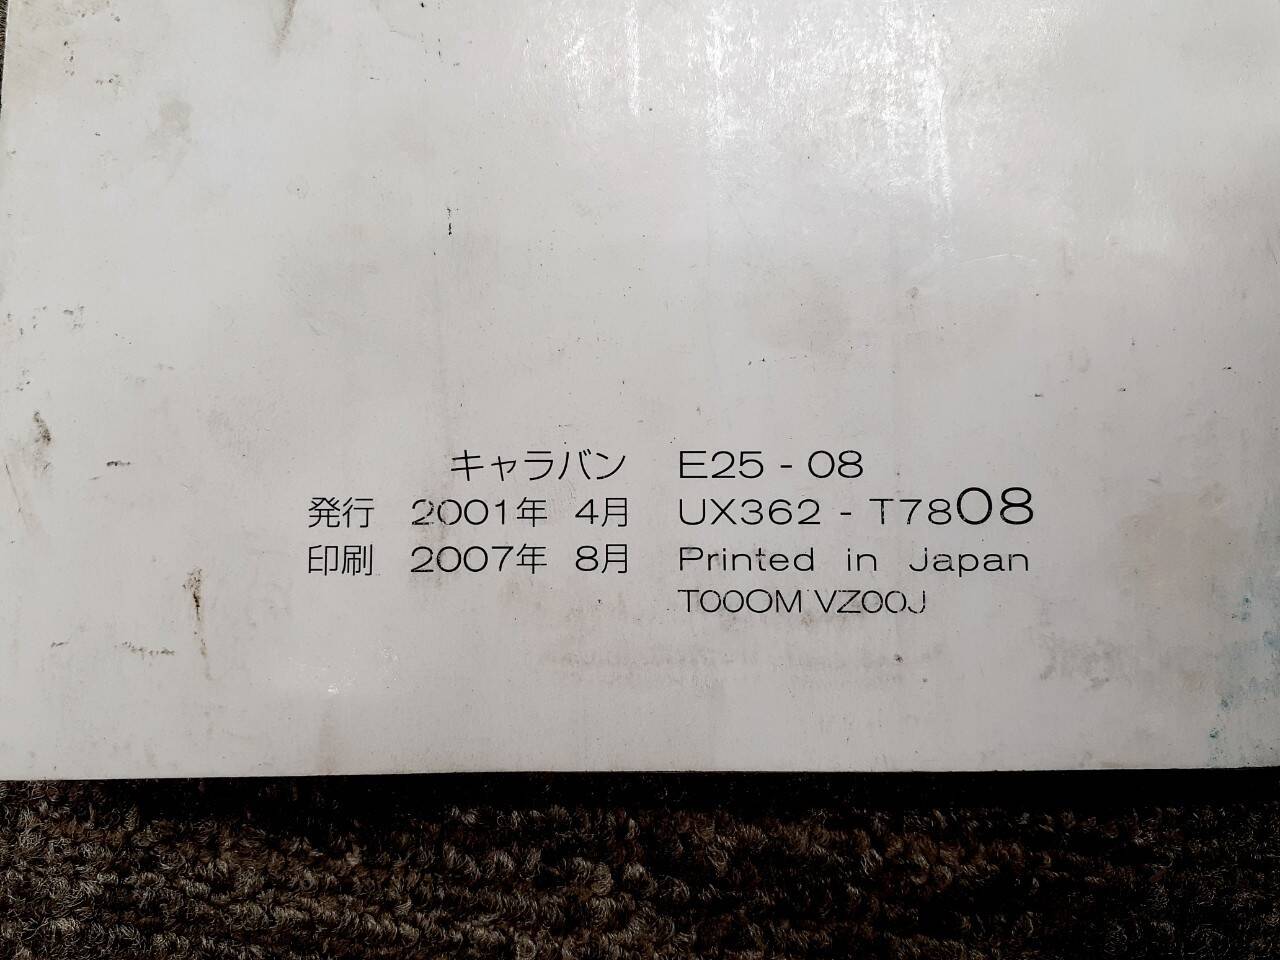 キャラバン E25 - 08
発行 2001年 4月 UX362 - T7808
印刷 2007年 8月 Printed in Japan
T000M VZ00J